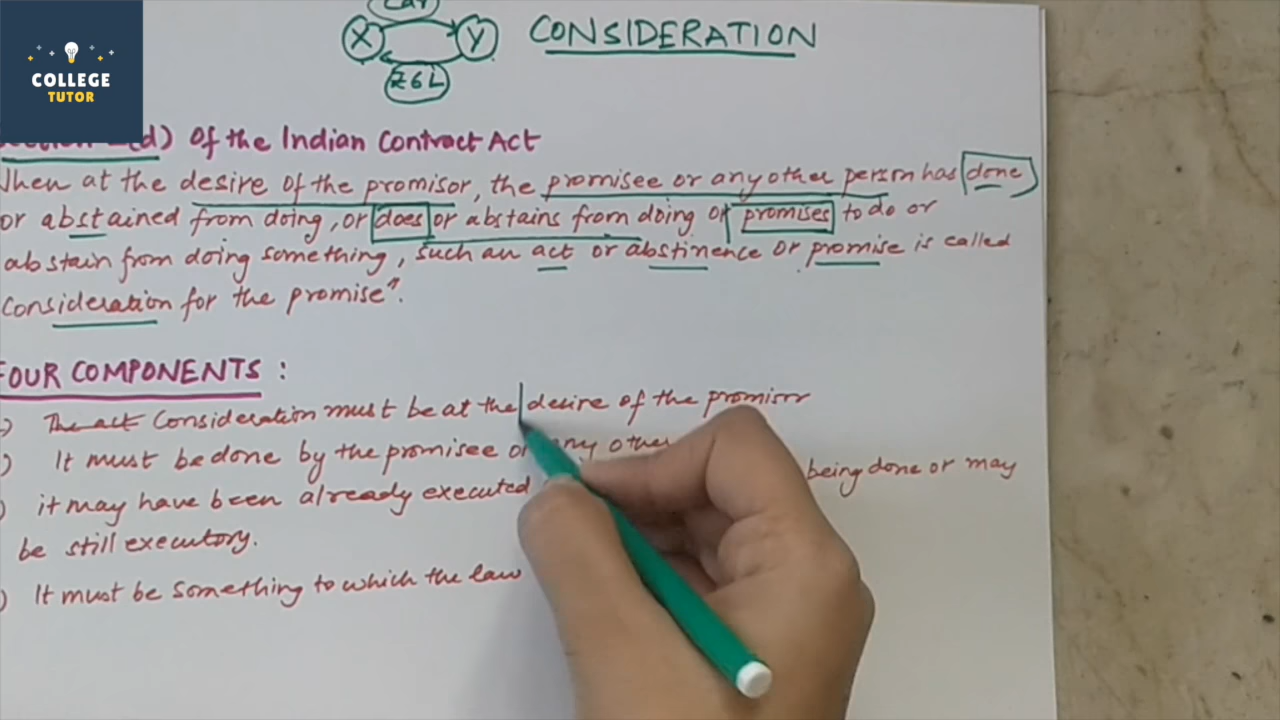 COLLEGE
TUTOR
Car
X Y CONSIDERATION
26L
(d) Of the Indian Contract Act
When at the desire of the promisor, the promisee or any other person has done
or abstained from doing, or does or abstains from doing or promises to do or
abstain from doing something, such an act or abstinence or promise is called
Consideration for the promise".
FOUR COMPONENTS :
) The act Consideration must be at the desire of the promisor
) It must be done by the promisee or any other
) it may have been already executed being done or may
be still executory.
) It must be something to which the law